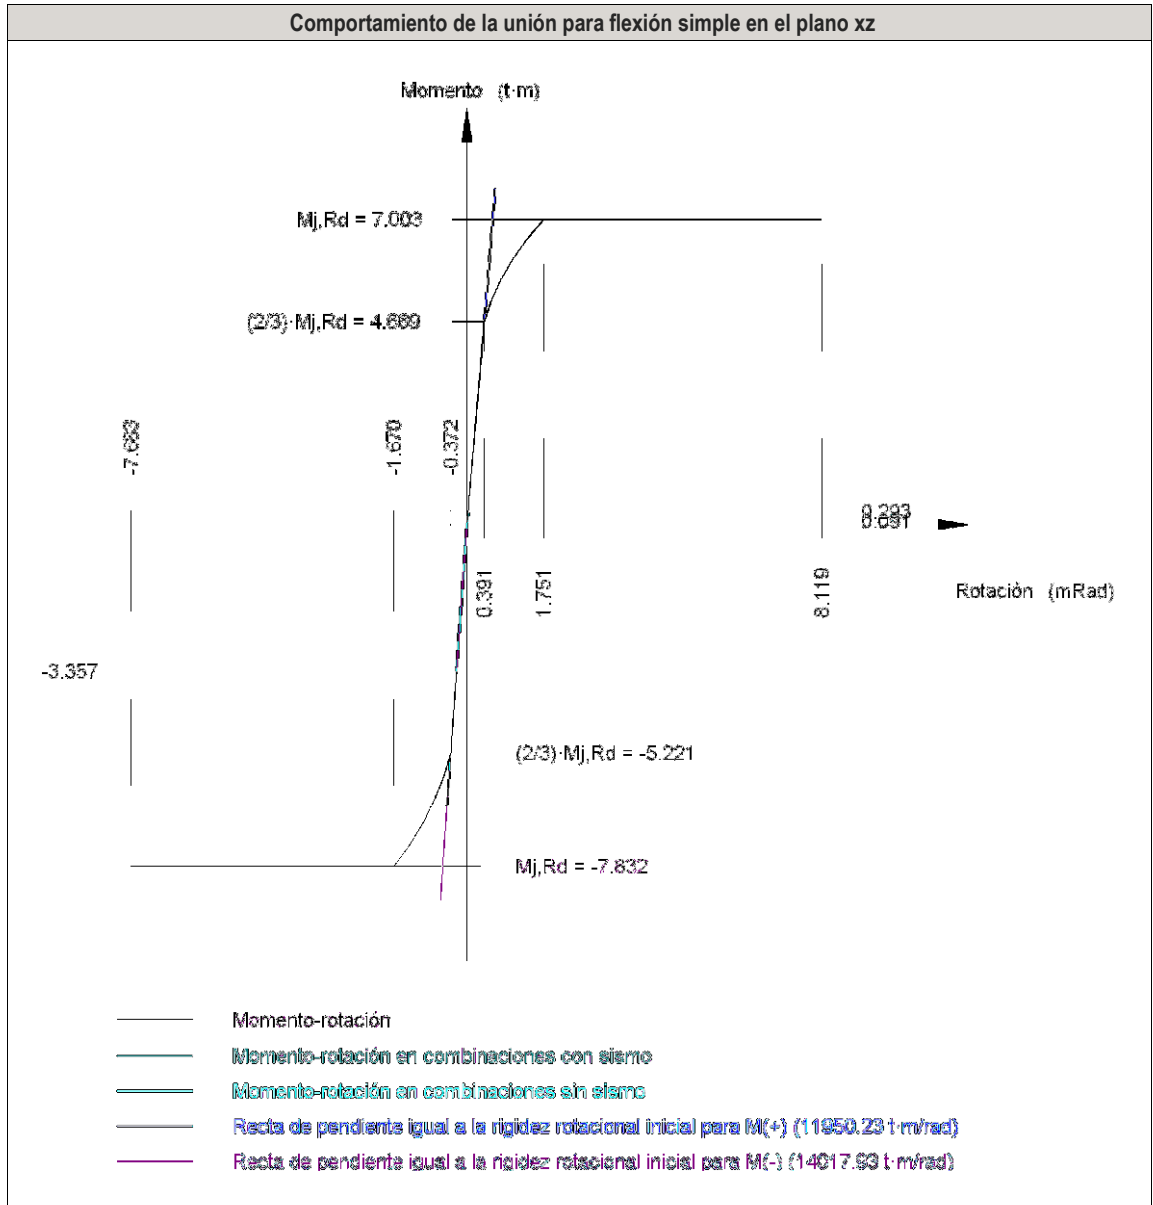 Comportamiento de la unión para flexión simple en el plano xz
Momento (t·m)
Mj,Rd = 7.003
(2/3)·Mj,Rd = 4.669
-7.683
-1.670
-0.372
0.293
0.091
0.391
1.751
8.119
Rotación (mRad)
-3.357
(2/3)·Mj,Rd = -5.221
Mj,Rd = -7.832
Momento-rotación
Momento-rotación en combinaciones con sismo
Momento-rotación en combinaciones sin sismo
Recta de pendiente igual a la rigidez rotacional inicial para M(+) (11950.23 t·m/rad)
Recta de pendiente igual a la rigidez rotacional inicial para M(-) (14017.93 t·m/rad)